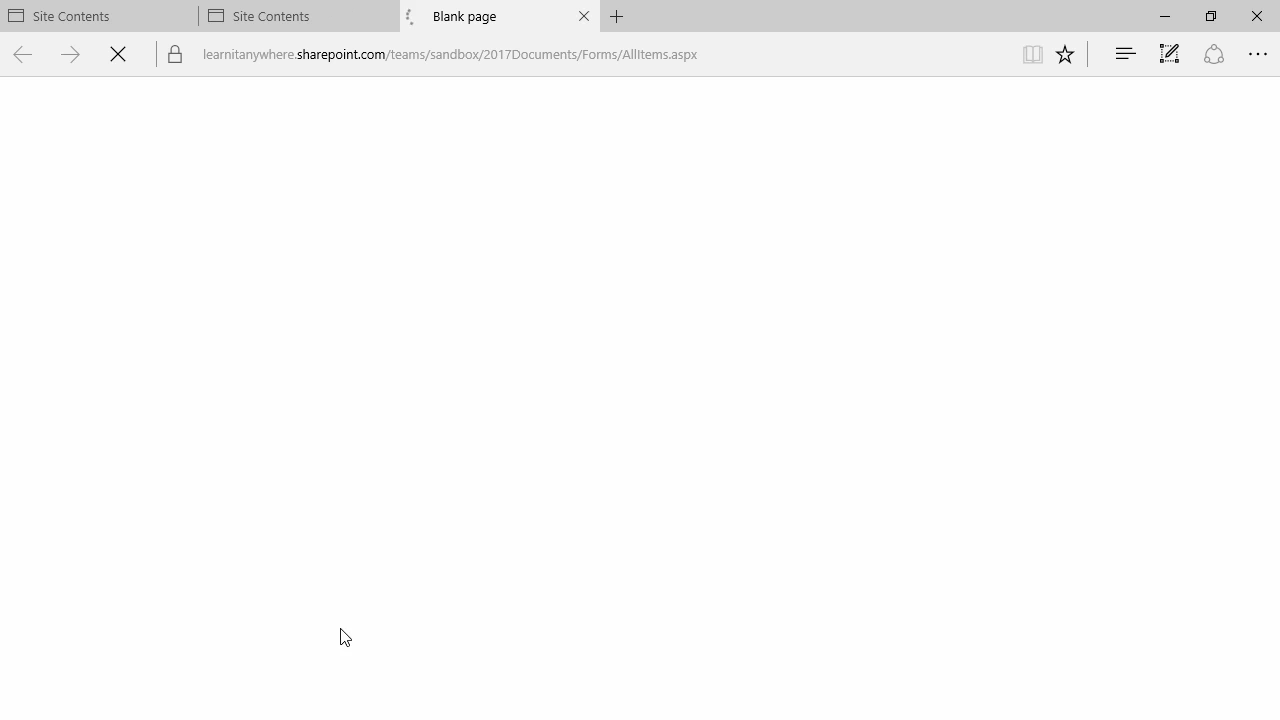 Site Contents
Site Contents
Blank page
learnitanywhere.sharepoint.com/teams/sandbox/2017Documents/Forms/AllItems.aspx